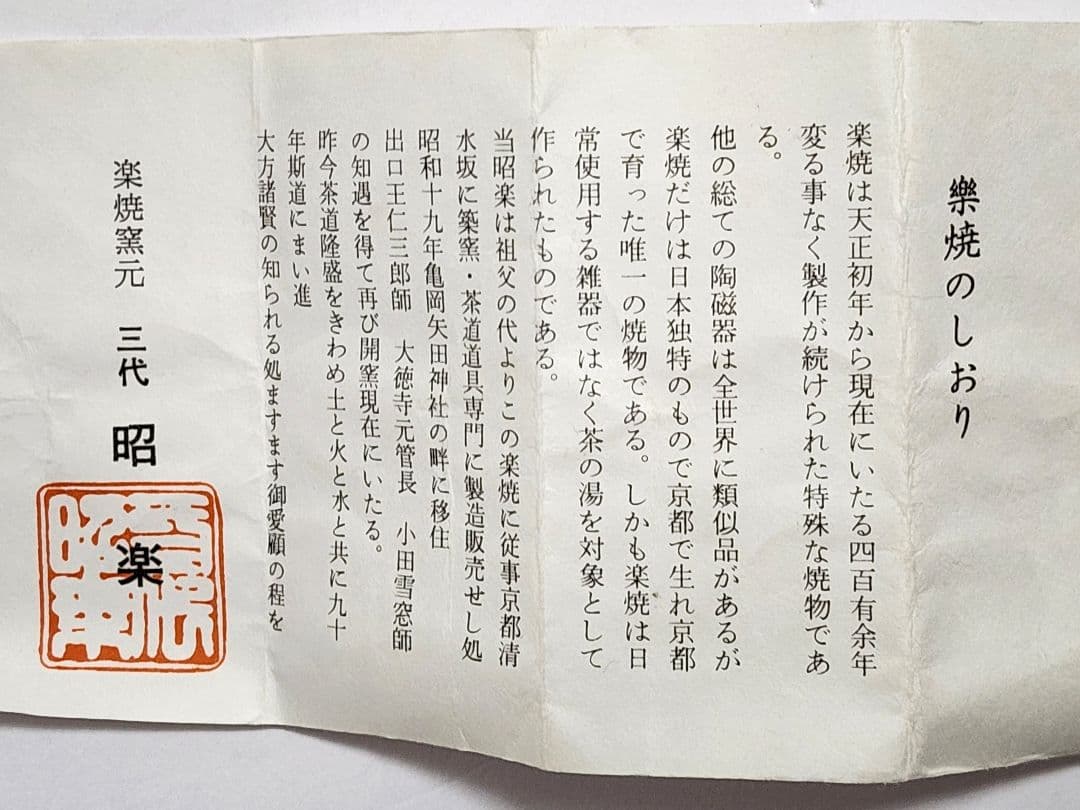 樂焼のしおり
楽焼は天正初年から現在にいたる四百有余年
変る事なく製作が続けられた特殊な焼物であ
る。
他の総ての陶磁器は全世界に類似品があるが
楽焼だけは日本独特のもので京都で生れ京都
で育った唯一の焼物である。しかも楽焼は日
常使用する雑器ではなく茶の湯を対象として
作られたものである。
当昭楽は祖父の代よりこの楽焼に従事京都清
水坂に築窯・茶道道具専門に製造販売せし処
昭和十九年亀岡矢田神社の畔に移住
出口王仁三郎師　大徳寺元管長　小田雪窓師
の知遇を得て再び開窯現在にいたる。
昨今茶道隆盛をきわめ土と火と水と共に九十
年斯道にまい進
大方諸賢の知られる処ますます御愛顧の程を
楽焼窯元　三代　昭　楽